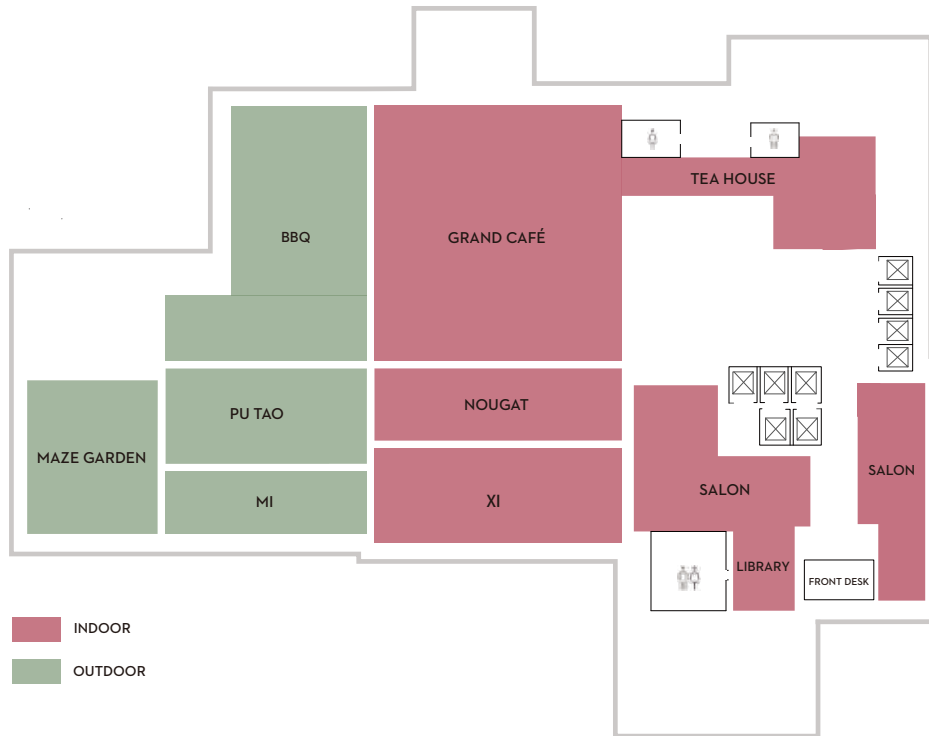 TEA HOUSE
BBQ
GRAND CAFÉ
NOUGAT
PU TAO
MAZE GARDEN
SALON
SALON
MI
XI
LIBRARY
FRONT DESK
INDOOR
OUTDOOR